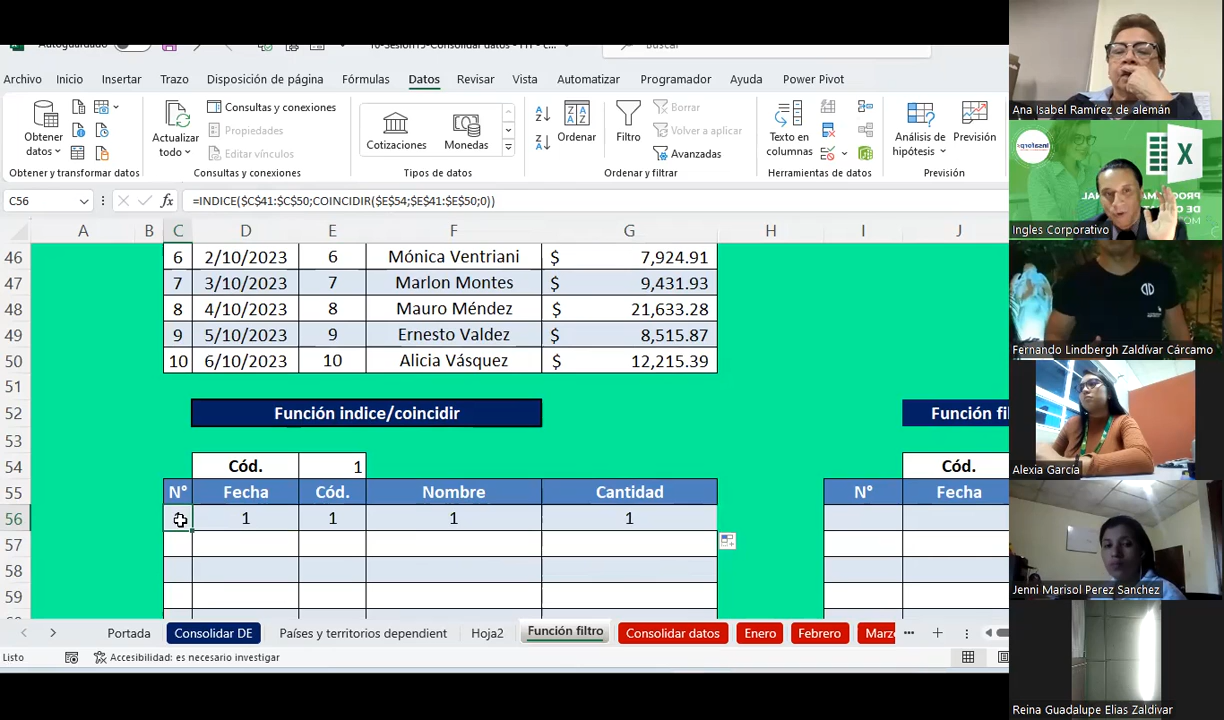 Autoguardado
10-Sesion15-Consolidar datos - FIT - c...
Buscar
Archivo Inicio Insertar Trazo Disposición de página Fórmulas Datos Revisar Vista Automatizar Programador Ayuda Power Pivot
Obtener datos
Actualizar todo
Consultas y conexiones
Propiedades
Editar vínculos
Cotizaciones
Monedas
Ordenar
Filtro
Borrar
Volver a aplicar
Avanzadas
Texto en columnas
Análisis de hipótesis
Previsión
Obtener y transformar datos
Consultas y conexiones
Tipos de datos
Ordenar y filtrar
Herramientas de datos
Previsión
C56
fx
=INDICE($C$41:$C$50;COINCIDIR($E$54;$E$41:$E$50;0))
A B C D E F G H I J
46 6 2/10/2023 6 Mónica Ventriani $ 7,924.91
47 7 3/10/2023 7 Marlon Montes $ 9,431.93
48 8 4/10/2023 8 Mauro Méndez $ 21,633.28
49 9 5/10/2023 9 Ernesto Valdez $ 8,515.87
50 10 6/10/2023 10 Alicia Vásquez $ 12,215.39
51
52 Función indice/coincidir Función fil
53
54 Cód. 1 Cód.
55 N° Fecha Cód. Nombre Cantidad N° Fecha
56 1 1 1 1
57
58
59
Portada Consolidar DE Países y territorios dependient Hoja2 Función filtro Consolidar datos Enero Febrero Marzo
Listo
Accesibilidad: es necesario investigar
Ana Isabel Ramírez de alemán
Insaforp
X
Ingles Corporativo
Fernando Lindbergh Zaldívar Cárcamo
Alexia García
Jenni Marisol Perez Sanchez
Reina Guadalupe Elias Zaldivar